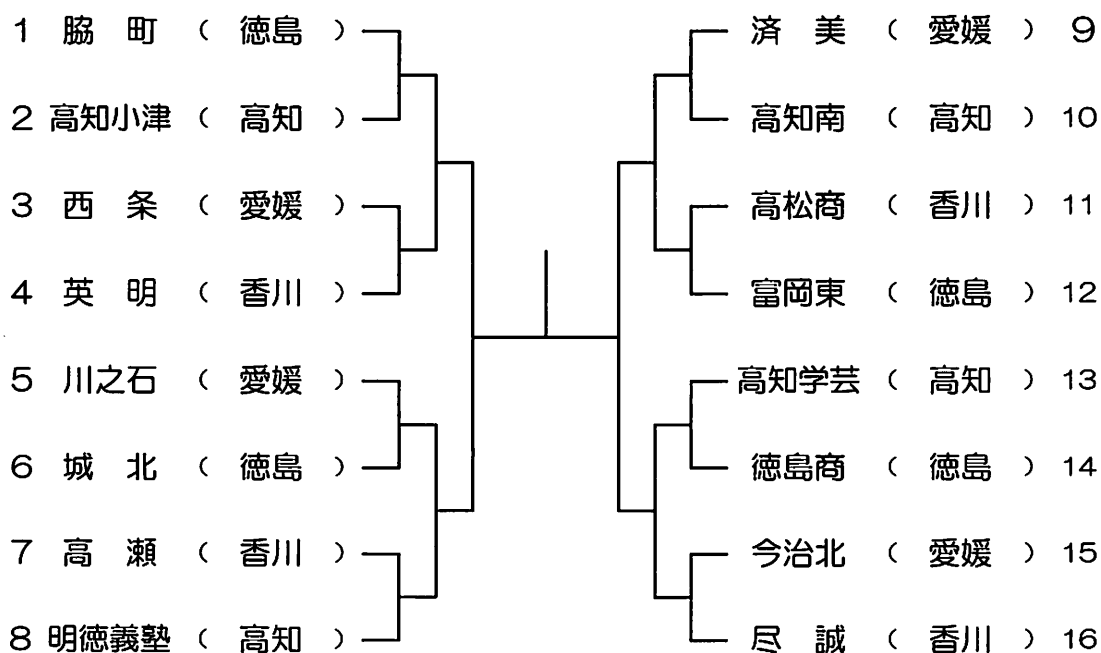 1 脇 町 ( 徳島 )
2 高知小津 ( 高知 )
3 西 条 ( 愛媛 )
4 英 明 ( 香川 )
5 川之石 ( 愛媛 )
6 城 北 ( 徳島 )
7 高 瀬 ( 香川 )
8 明徳義塾 ( 高知 )
済 美 ( 愛媛 ) 9
高知南 ( 高知 ) 10
高松商 ( 香川 ) 11
富岡東 ( 徳島 ) 12
高知学芸 ( 高知 ) 13
徳島商 ( 徳島 ) 14
今治北 ( 愛媛 ) 15
尽 誠 ( 香川 ) 16